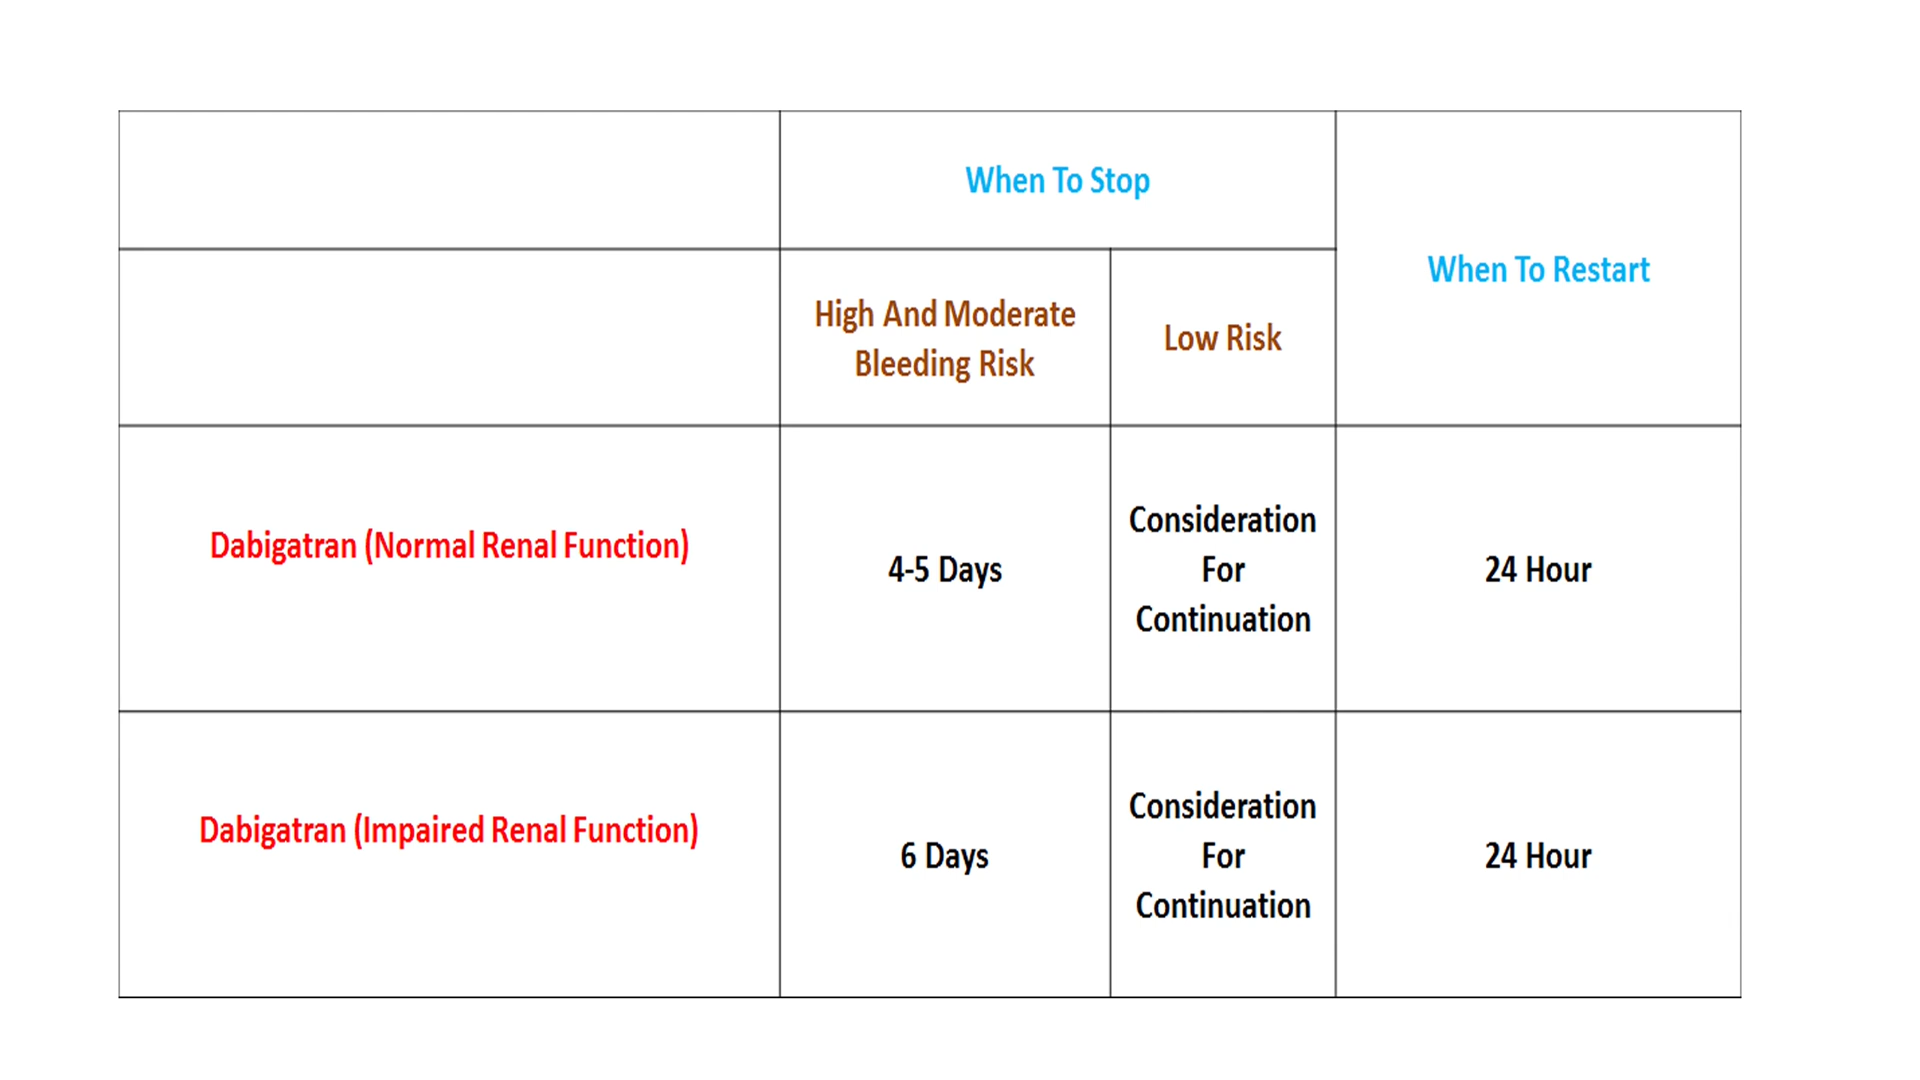 When To Stop
When To Restart
High And Moderate
Bleeding Risk
Low Risk
Dabigatran (Normal Renal Function)
4-5 Days
Consideration
For
Continuation
24 Hour
Dabigatran (Impaired Renal Function)
6 Days
Consideration
For
Continuation
24 Hour